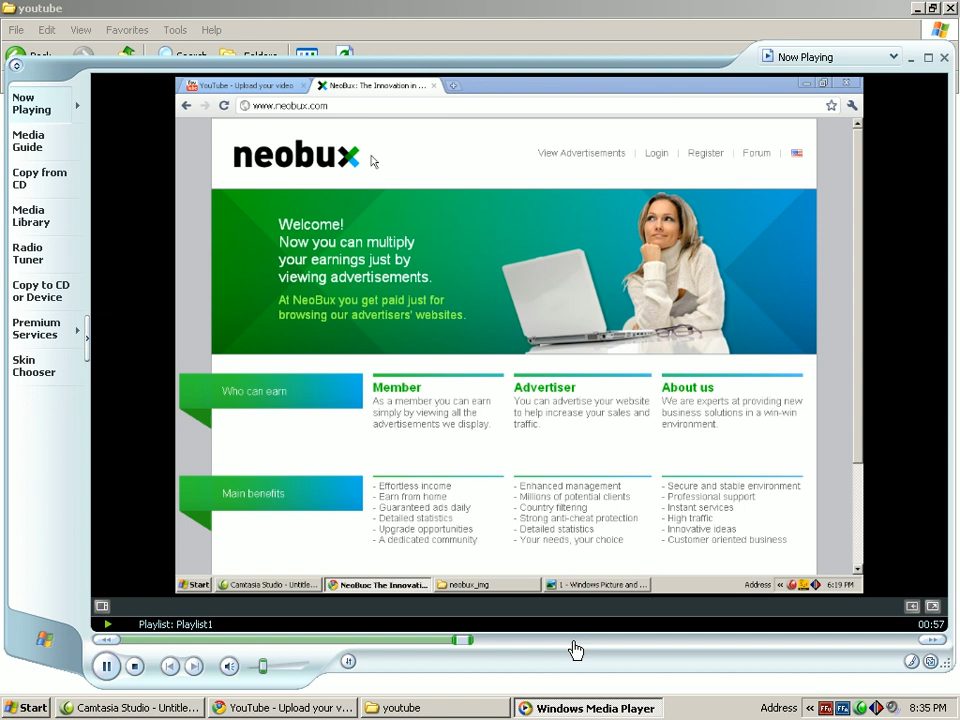 youtube
File Edit View Favorites Tools Help
Back Search Folders
Now Playing
Now
Playing
Media
Guide
Copy from
CD
Media
Library
Radio
Tuner
Copy to CD
or Device
Premium
Services
Skin
Chooser
YouTube - Upload your video
NeoBux: The Innovation in ...
www.neobux.com
neobux
View Advertisements | Login | Register | Forum |
Welcome!
Now you can multiply
your earnings just by
viewing advertisements.
At NeoBux you get paid just for
browsing our advertisers' websites.
Who can earn
Member
As a member you can earn
simply by viewing all the
advertisements we display.
Advertiser
You can advertise your website
to help increase your sales and
traffic.
About us
We are experts at providing new
business solutions in a win-win
environment.
Main benefits
- Effortless income
- Earn from home
- Guaranteed ads daily
- Detailed statistics
- Upgrade opportunities
- A dedicated community
- Enhanced management
- Millions of potential clients
- Country filtering
- Strong anti-cheat protection
- Detailed statistics
- Your needs, your choice
- Secure and stable environment
- Professional support
- Instant services
- High traffic
- Innovative ideas
- Customer oriented business
Start Camtasia Studio - Untitle... NeoBux: The Innovati... neobux_img 1 - Windows Picture and ... Address « 6:19 PM
Playlist: Playlist1 00:57
Start Camtasia Studio - Untitle... YouTube - Upload your v... youtube Windows Media Player Address « 8:35 PM